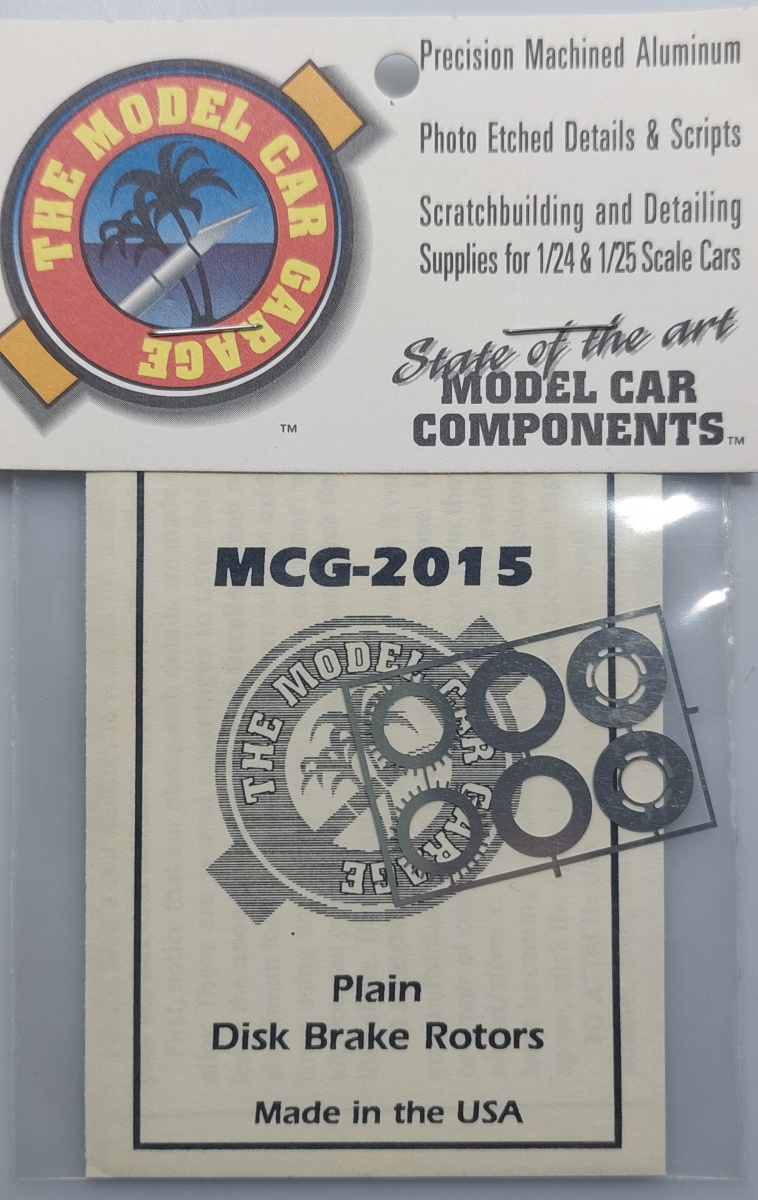 THE MODEL CAR GARAGE
Precision Machined Aluminum
Photo Etched Details & Scripts
Scratchbuilding and Detailing
Supplies for 1/24 & 1/25 Scale Cars
State of the art
MODEL CAR
COMPONENTS™
™
MCG-2015
THE MODEL CAR GARAGE
Plain
Disk Brake Rotors
Made in the USA